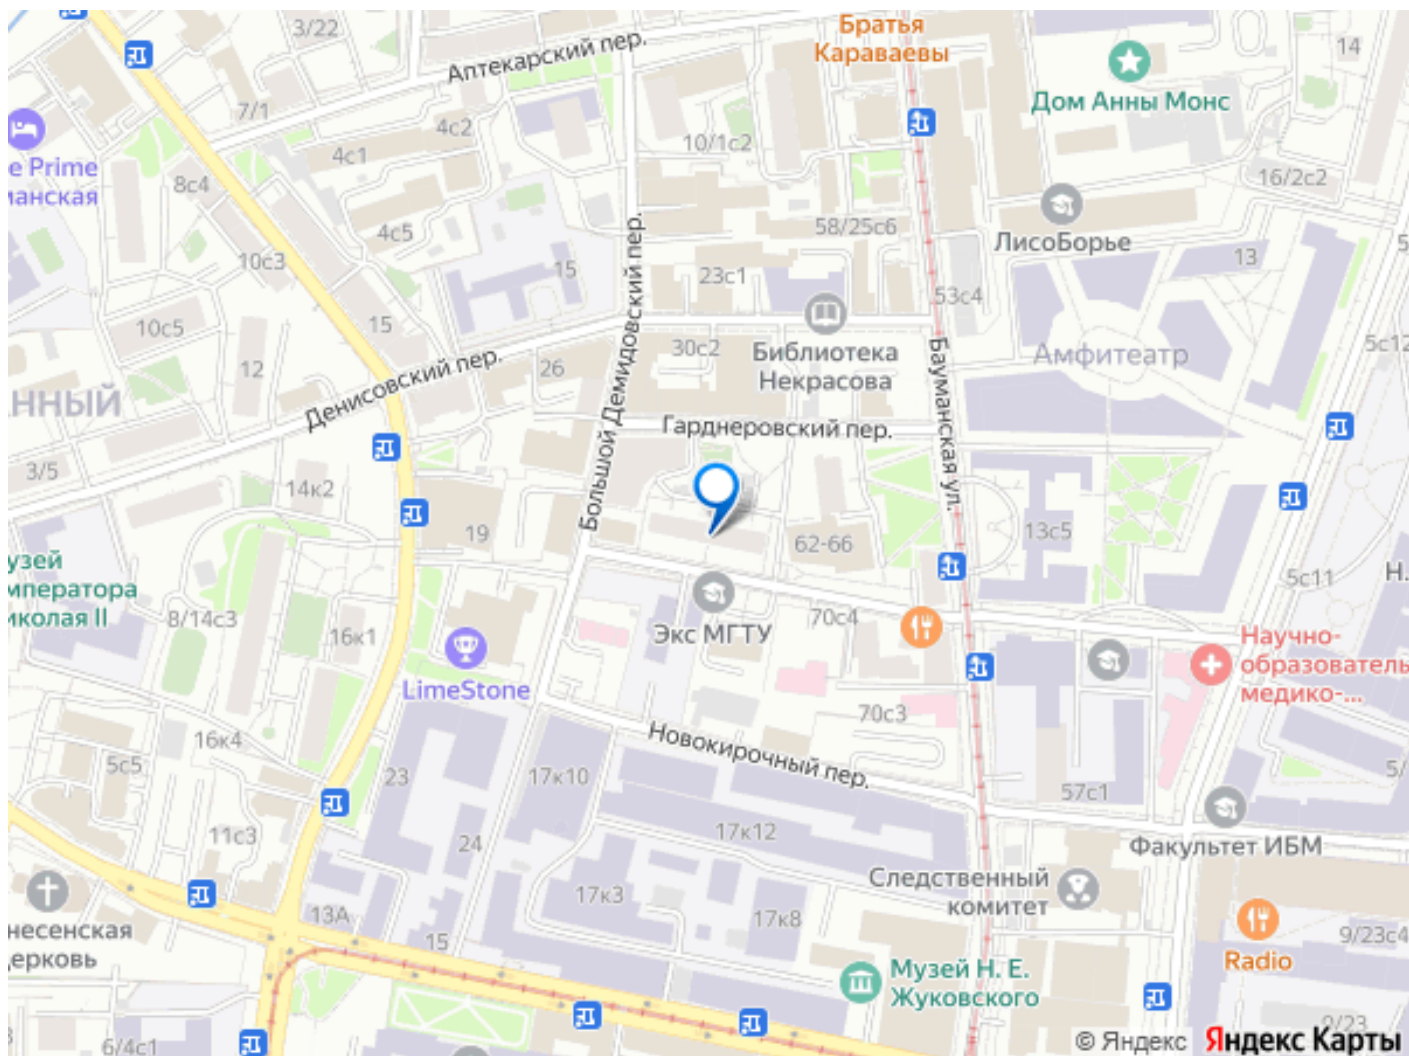 3/22
Братья
Караваевы
14
Аптекарский пер.
Дом Анны Монс
7/1
4с2
10/1с2
4с1
e Prime
манская
8с4
16/2с2
4с5
58/25с6
ЛисоБорье
Большой Демидовский пер.
10с3
15
23с1
13
53с4
10с5
15
30с2
Библиотека
Некрасова
Амфитеатр
5с12
12
26
Денисовский пер.
ННЫЙ
Гарднеровский пер.
Бауманская ул.
3/5
14к2
19
62-66
13с5
узей
мператора
иколая II
5с11
Н.
8/14с3
16к1
Экс МГТУ
70с4
Научно-
образователь
медико-...
LimeStone
70с3
16к4
Новокирочный пер.
5с5
23
17к10
57с1
5/
11с3
24
17к12
Факультет ИБМ
Следственный
комитет
17к3
13А
17к8
несенская
церковь
15
9/23с4
Radio
Музей Н. Е.
Жуковского
6/4с1
© Яндекс Яндекс Карты